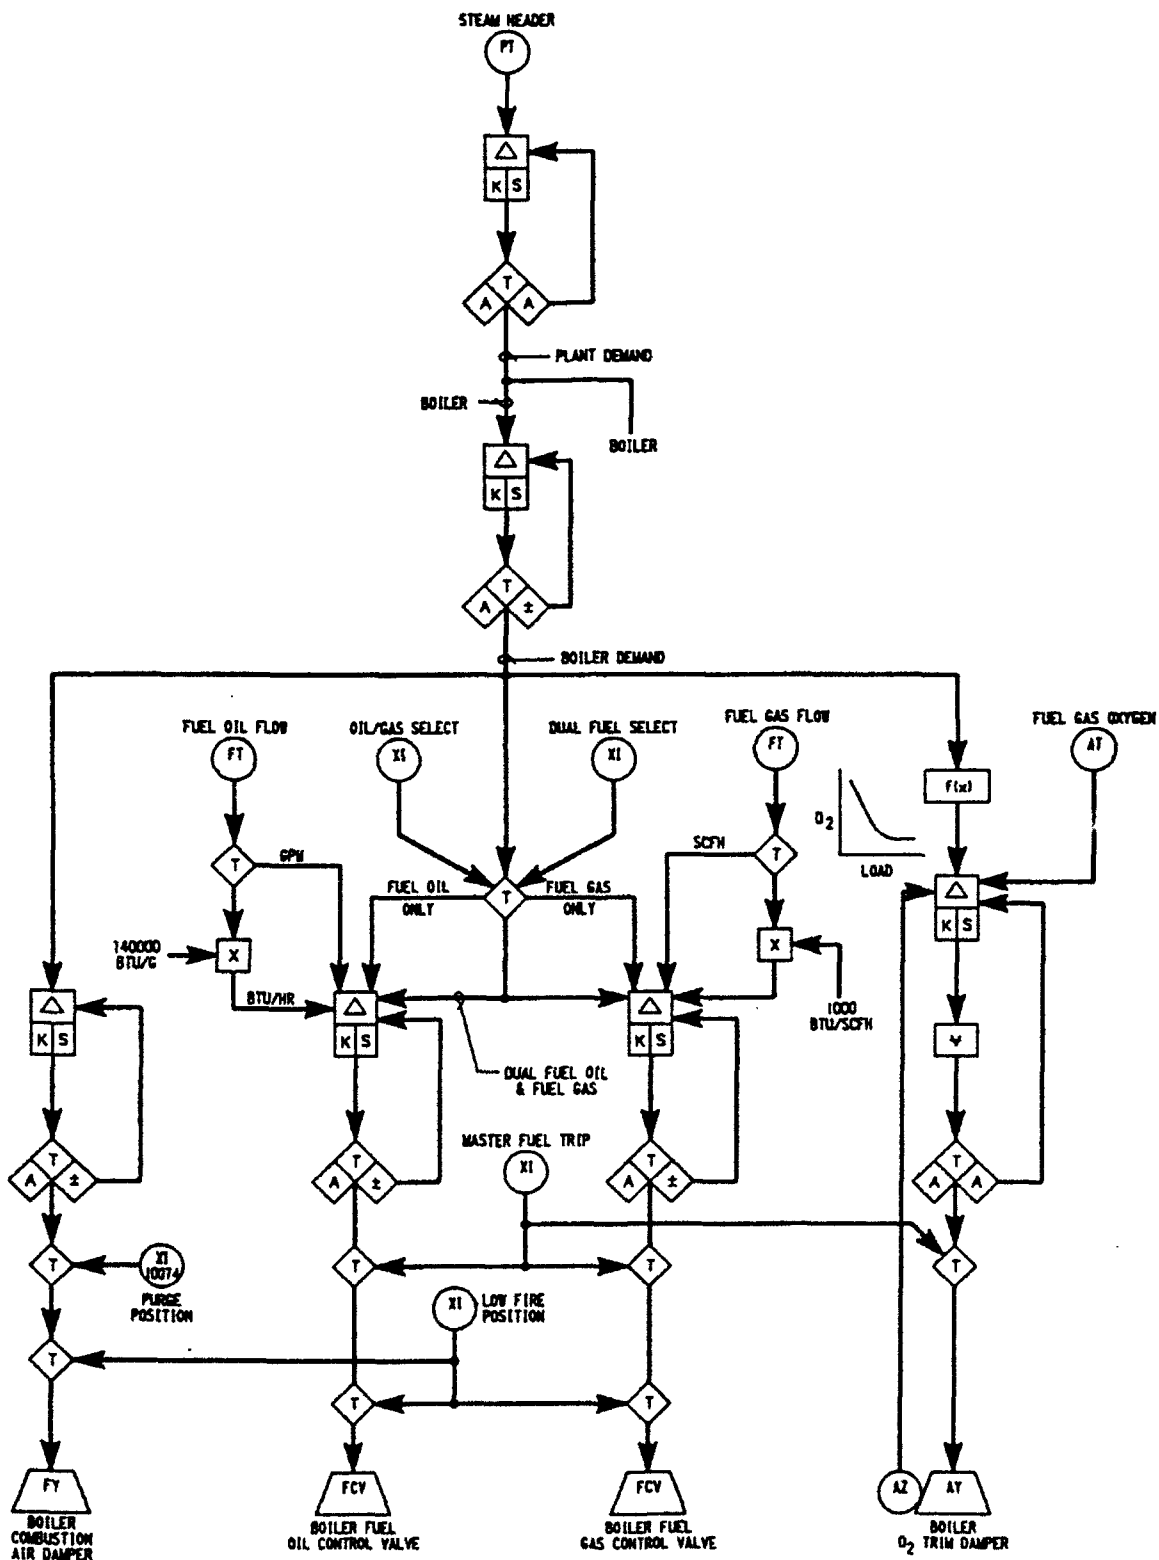 STEAM HEADER
PT
△
K S
T
A A
PLANT DEMAND
BOILER
BOILER
△
K S
T
A ±
BOILER DEMAND
FUEL OIL FLOW
FT
OIL/GAS SELECT
XI
DUAL FUEL SELECT
XI
FUEL GAS FLOW
FT
FUEL GAS OXYGEN
AT
f(x)
O2
LOAD
T
GPM
SCFH
T
FUEL OIL
ONLY
T
FUEL GAS
ONLY
△
K S
140000
BTU/G
X
X
1000
BTU/SCFH
BTU/HR
△
K S
△
K S
△
K S
DUAL FUEL OIL
& FUEL GAS
MASTER FUEL TRIP
XI
T
A ±
T
A ±
T
A ±
T
A A
T
XI
10074
PURGE
POSITION
T
T
T
XI
LOW FIRE
POSITION
T
T
T
FY
BOILER
COMBUSTION
AIR DAMPER
FCV
BOILER FUEL
OIL CONTROL VALVE
FCV
BOILER FUEL
GAS CONTROL VALVE
AZ
AY
BOILER
O2 TRIM DAMPER